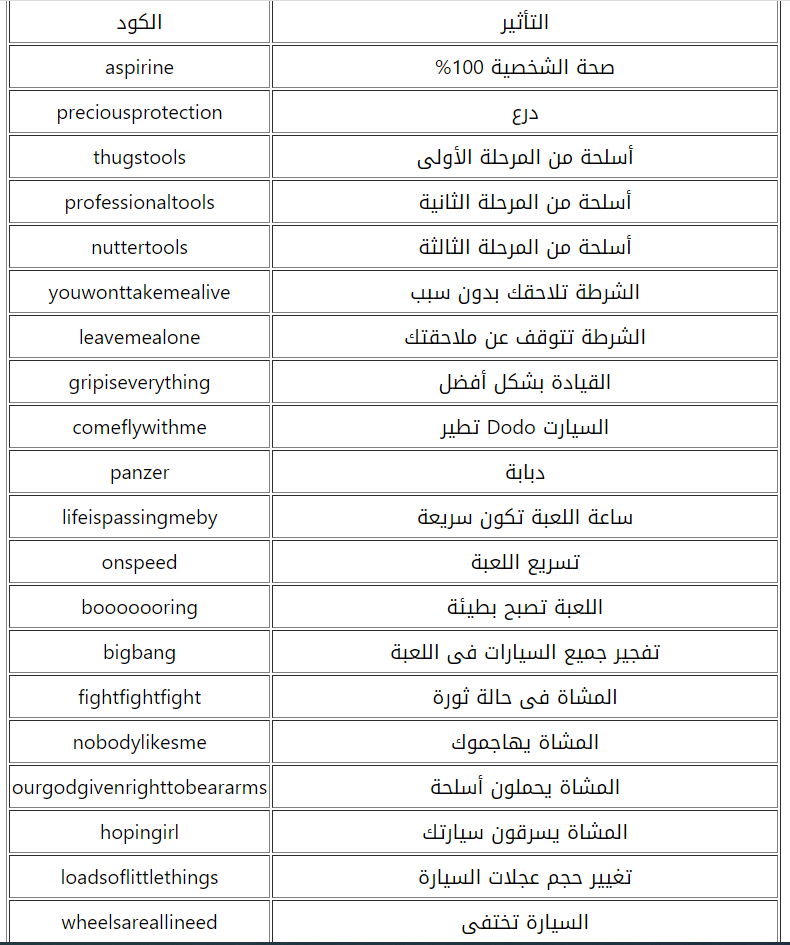 الكود	التأثير
aspirine	صحة الشخصية 100%
preciousprotection	درع
thugstools	أسلحة من المرحلة الأولى
professionaltools	أسلحة من المرحلة الثانية
nuttertools	أسلحة من المرحلة الثالثة
youwonttakemealive	الشرطة تلاحقك بدون سبب
leavemealone	الشرطة تتوقف عن ملاحقتك
gripiseverything	القيادة بشكل أفضل
comeflywithme	السيارت Dodo تطير
panzer	دبابة
lifeispassingmeby	ساعة اللعبة تكون سريعة
onspeed	تسريع اللعبة
booooooring	اللعبة تصبح بطيئة
bigbang	تفجير جميع السيارات فى اللعبة
fightfightfight	المشاة فى حالة ثورة
nobodylikesme	المشاة يهاجموك
ourgodgivenrighttobeararms	المشاة يحملون أسلحة
hopingirl	المشاة يسرقون سيارتك
loadsoflittlethings	تغيير حجم عجلات السيارة
wheelsareallineed	السيارة تختفى